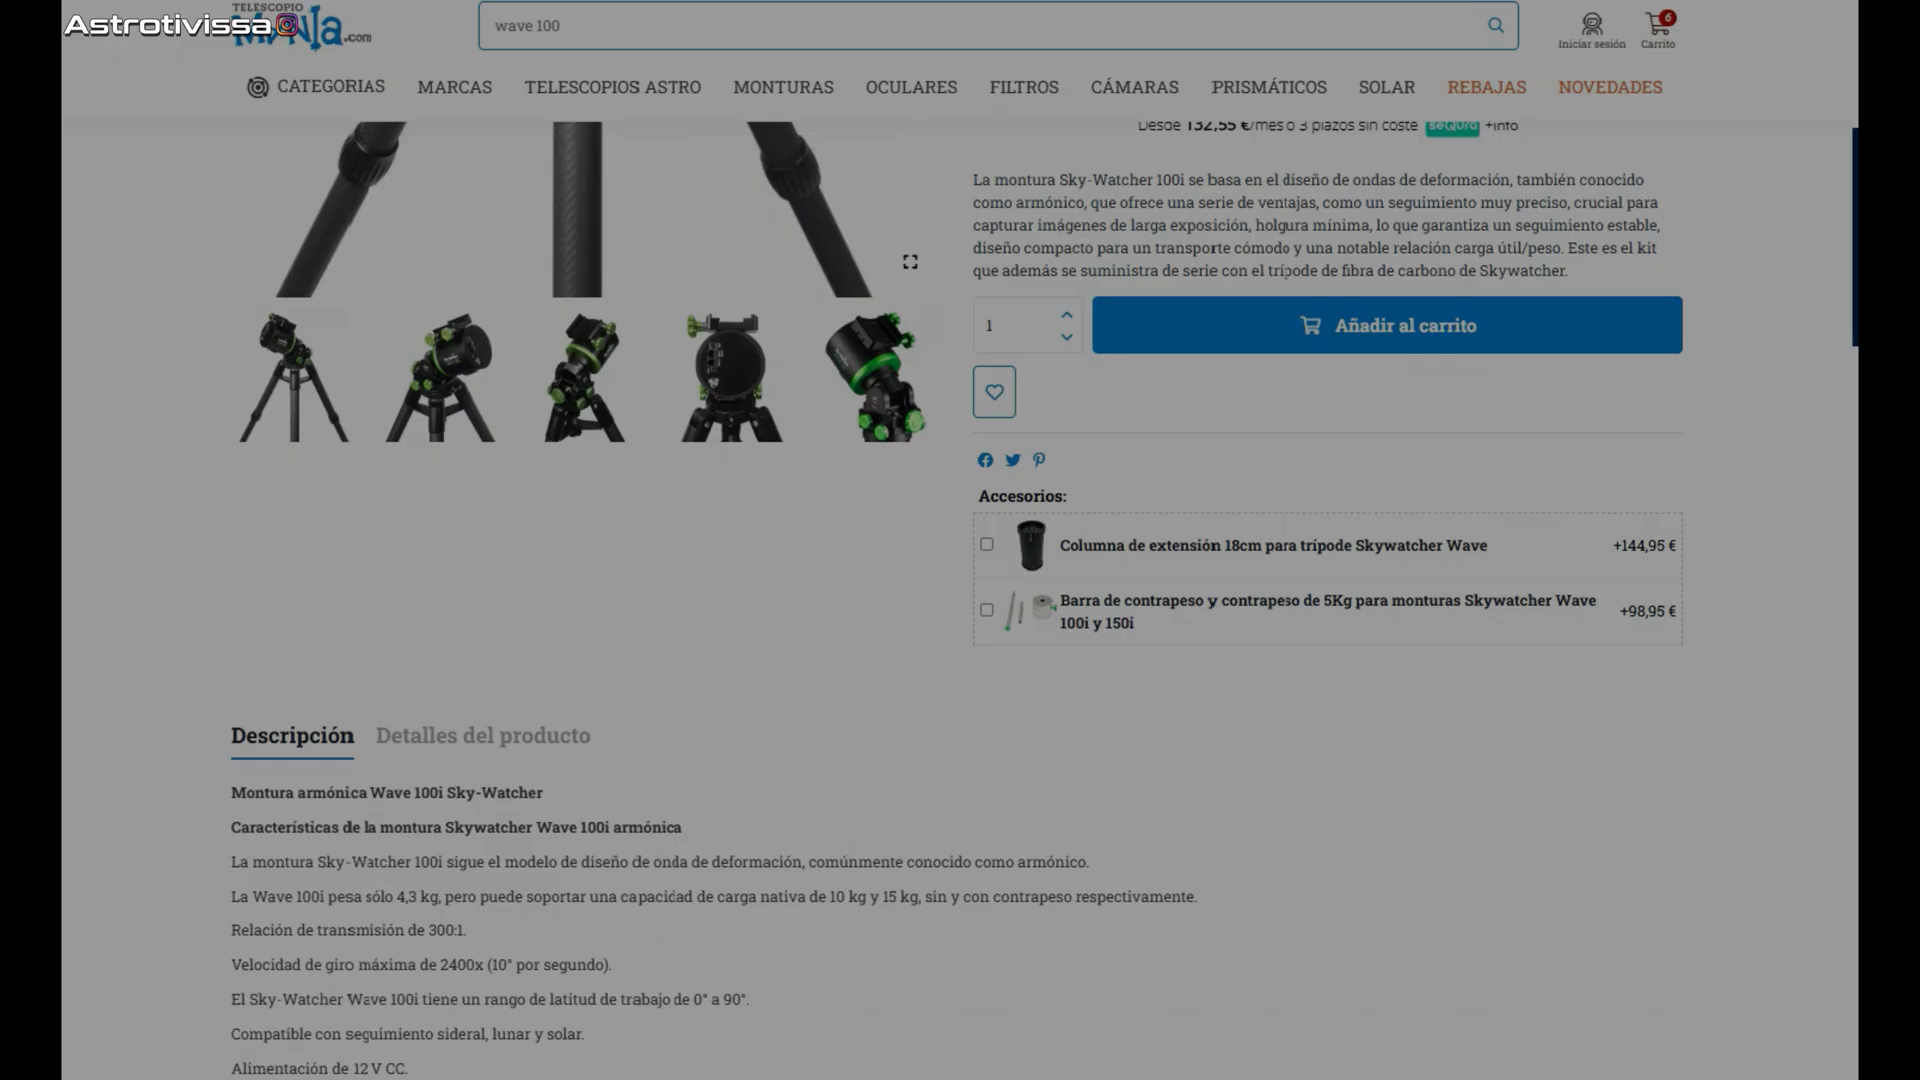 TELESCOPIO
Astrotivissa
ManIa.com
wave 100
6
Iniciar sesión
Carrito
CATEGORIAS
MARCAS
TELESCOPIOS ASTRO
MONTURAS
OCULARES
FILTROS
CÁMARAS
PRISMÁTICOS
SOLAR
REBAJAS
NOVEDADES
Desde 132,55 €/mes o 3 plazos sin coste seQura +info
La montura Sky-Watcher 100i se basa en el diseño de ondas de deformación, también conocido
como armónico, que ofrece una serie de ventajas, como un seguimiento muy preciso, crucial para
capturar imágenes de larga exposición, holgura mínima, lo que garantiza un seguimiento estable,
diseño compacto para un transporte cómodo y una notable relación carga útil/peso. Este es el kit
que además se suministra de serie con el trípode de fibra de carbono de Skywatcher.
1
Añadir al carrito
Accesorios:
Columna de extensión 18cm para trípode Skywatcher Wave
+144,95 €
Barra de contrapeso y contrapeso de 5Kg para monturas Skywatcher Wave
100i y 150i
+98,95 €
Descripción
Detalles del producto
Montura armónica Wave 100i Sky-Watcher
Características de la montura Skywatcher Wave 100i armónica
La montura Sky-Watcher 100i sigue el modelo de diseño de onda de deformación, comúnmente conocido como armónico.
La Wave 100i pesa sólo 4,3 kg, pero puede soportar una capacidad de carga nativa de 10 kg y 15 kg, sin y con contrapeso respectivamente.
Relación de transmisión de 300:1.
Velocidad de giro máxima de 2400x (10° por segundo).
El Sky-Watcher Wave 100i tiene un rango de latitud de trabajo de 0° a 90°.
Compatible con seguimiento sideral, lunar y solar.
Alimentación de 12 V CC.